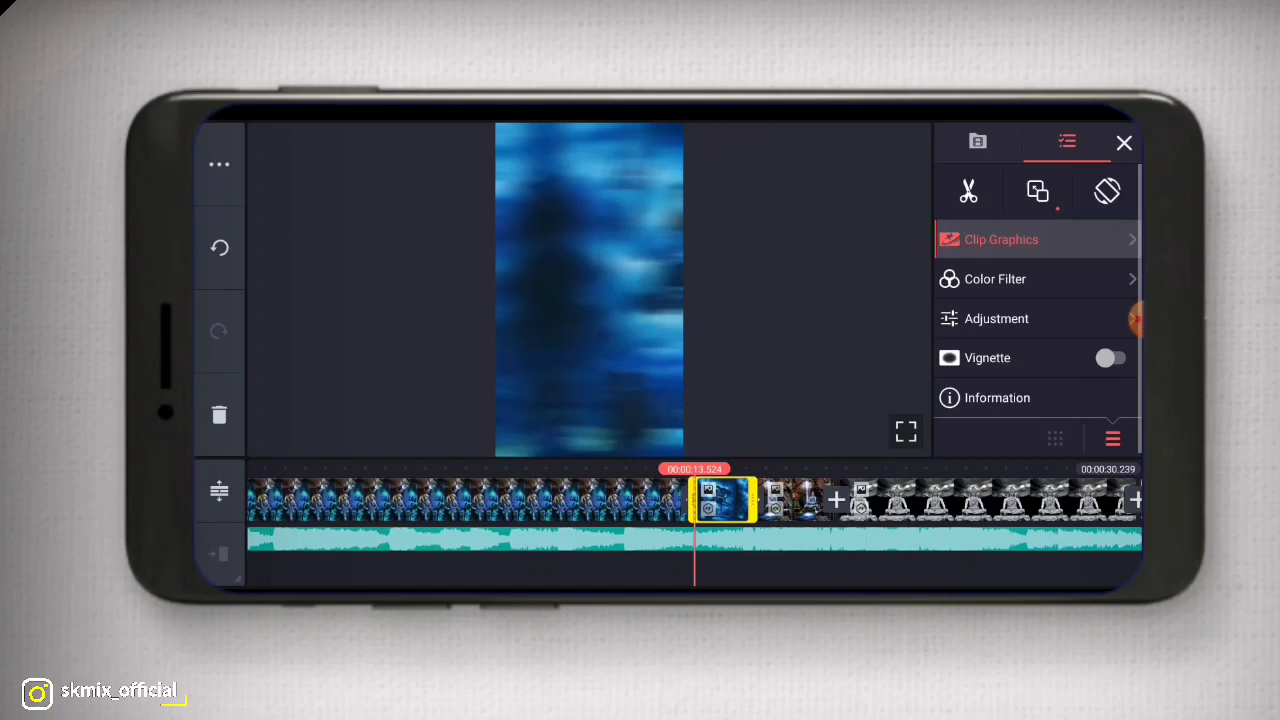 Clip Graphics
Color Filter
Adjustment
Vignette
Information
00:00:13.524
00:00:30.239
skmix_official